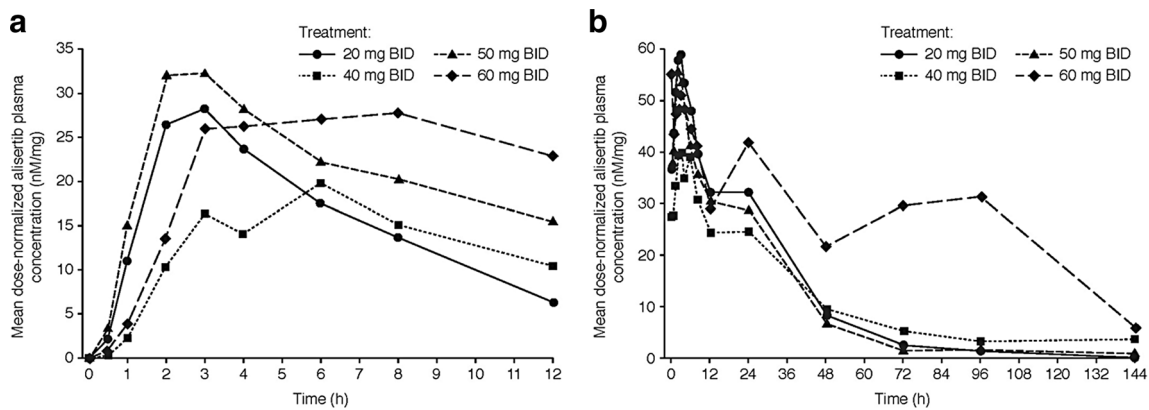 a
Treatment:
20 mg BID
50 mg BID
40 mg BID
60 mg BID
Mean dose-normalized alisertib plasma
concentration (nM/mg)
35
30
25
20
15
10
5
0
0 1 2 3 4 5 6 7 8 9 10 11 12
Time (h)
b
Treatment:
20 mg BID
50 mg BID
40 mg BID
60 mg BID
Mean dose-normalized alisertib plasma
concentration (nM/mg)
60
50
40
30
20
10
0
0 12 24 36 48 60 72 84 96 108 120 132 144
Time (h)